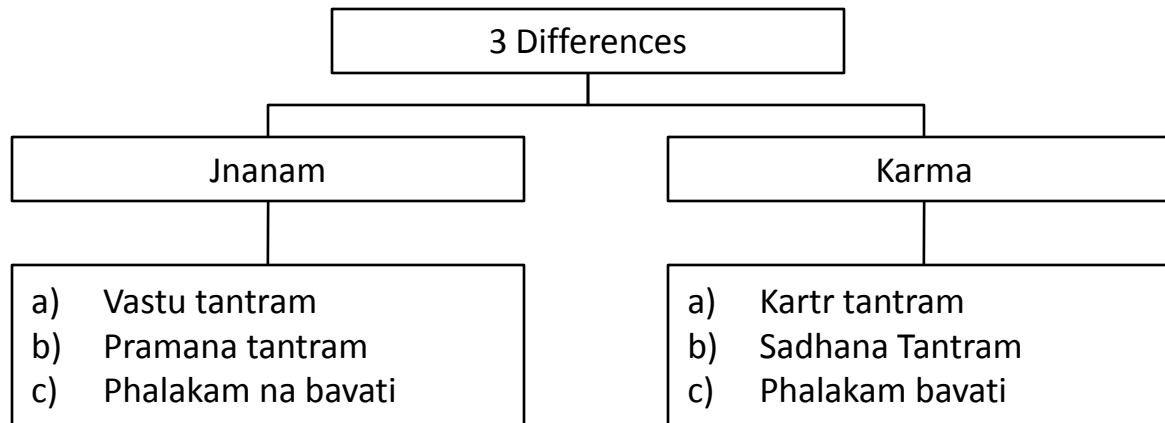 3 Differences
Jnanam
Karma
a) Vastu tantram
b) Pramana tantram
c) Phalakam na bavati
a) Kartr tantram
b) Sadhana Tantram
c) Phalakam bavati